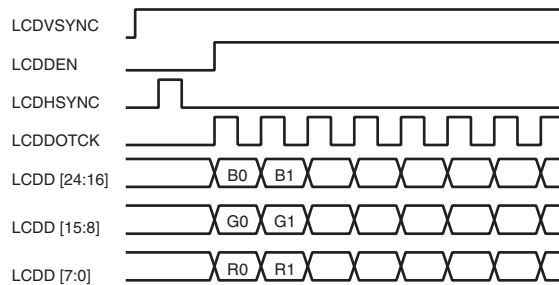 LCDVSYNC
LCDDEN
LCDHSYNC
LCDDOTCK
LCDD [24:16] B0 B1
LCDD [15:8] G0 G1
LCDD [7:0] R0 R1